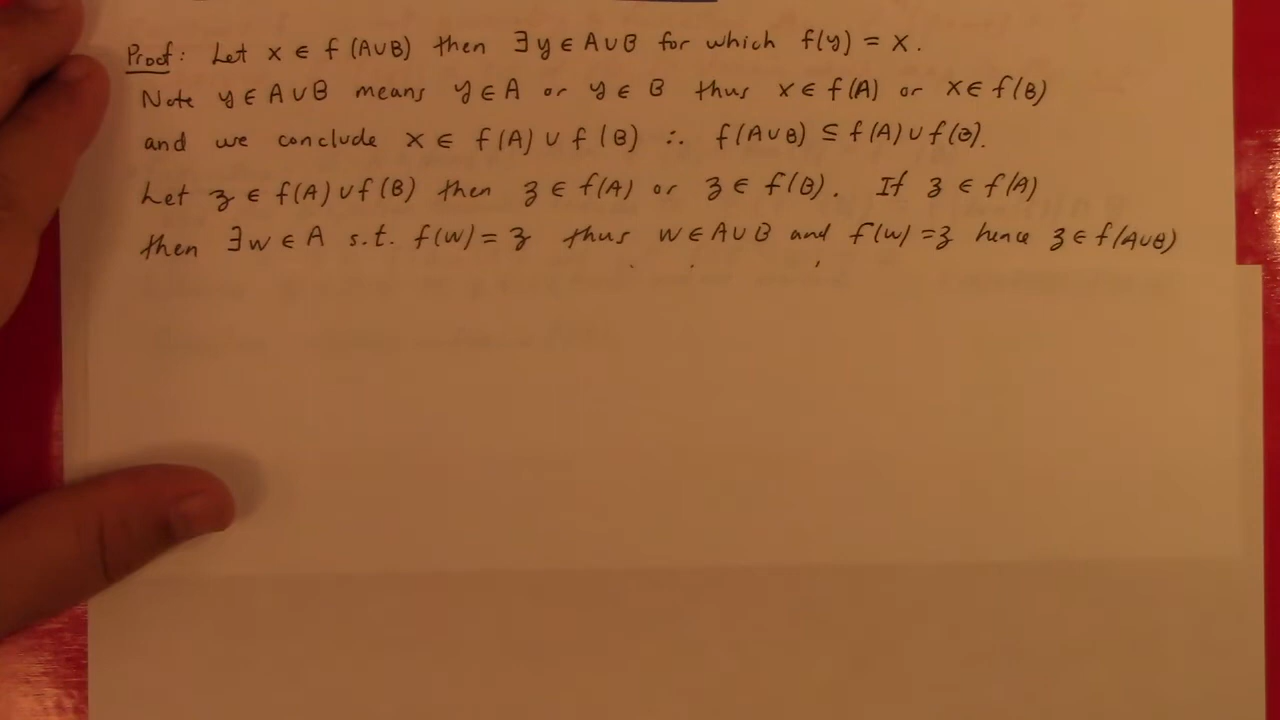 Proof: Let x ∈ f(A∪B) then ∃ y ∈ A∪B for which f(y) = x.
Note y ∈ A∪B means y ∈ A or y ∈ B thus x ∈ f(A) or x ∈ f(B)
and we conclude x ∈ f(A) ∪ f(B) ∴ f(A∪B) ⊆ f(A) ∪ f(B).
Let z ∈ f(A) ∪ f(B) then z ∈ f(A) or z ∈ f(B). If z ∈ f(A)
then ∃ w ∈ A s.t. f(w) = z thus w ∈ A∪B and f(w) = z hence z ∈ f(A∪B)